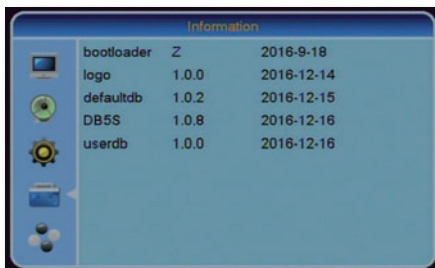 Information
bootloader Z 2016-9-18
logo 1.0.0 2016-12-14
defaultdb 1.0.2 2016-12-15
DB5S 1.0.8 2016-12-16
userdb 1.0.0 2016-12-16